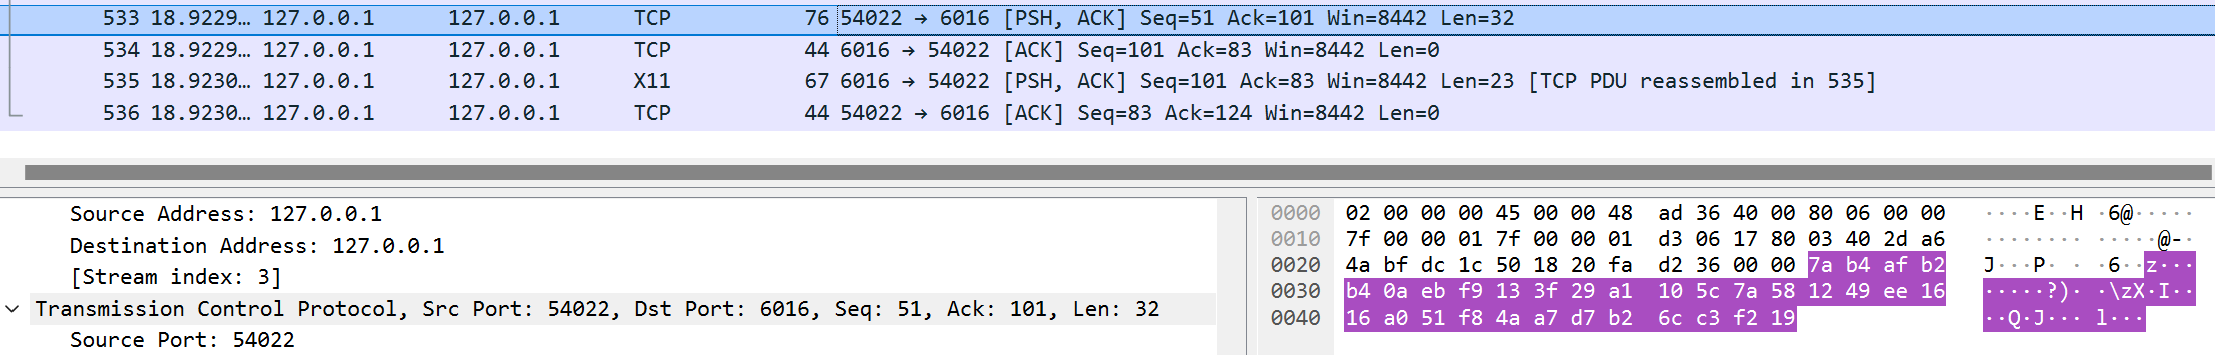 533 18.9229… 127.0.0.1 127.0.0.1 TCP 76 54022 → 6016 [PSH, ACK] Seq=51 Ack=101 Win=8442 Len=32
534 18.9229… 127.0.0.1 127.0.0.1 TCP 44 6016 → 54022 [ACK] Seq=101 Ack=83 Win=8442 Len=0
535 18.9230… 127.0.0.1 127.0.0.1 X11 67 6016 → 54022 [PSH, ACK] Seq=101 Ack=83 Win=8442 Len=23 [TCP PDU reassembled in 535]
536 18.9230… 127.0.0.1 127.0.0.1 TCP 44 54022 → 6016 [ACK] Seq=83 Ack=124 Win=8442 Len=0
Source Address: 127.0.0.1
Destination Address: 127.0.0.1
[Stream index: 3]
Transmission Control Protocol, Src Port: 54022, Dst Port: 6016, Seq: 51, Ack: 101, Len: 32
Source Port: 54022
0000 02 00 00 00 45 00 00 48 ad 36 40 00 80 06 00 00 ····E··H ·6@·····
0010 7f 00 00 01 7f 00 00 01 d3 06 17 80 03 40 2d a6 ········ ·····@-·
0020 4a bf dc 1c 50 18 20 fa d2 36 00 00 7a b4 af b2 J···P· · ·6··z···
0030 b4 0a eb f9 13 3f 29 a1 10 5c 7a 58 12 49 ee 16 ·····?)· ·\zX·I··
0040 16 a0 51 f8 4a a7 d7 b2 6c c3 f2 19 ··Q·J··· l···